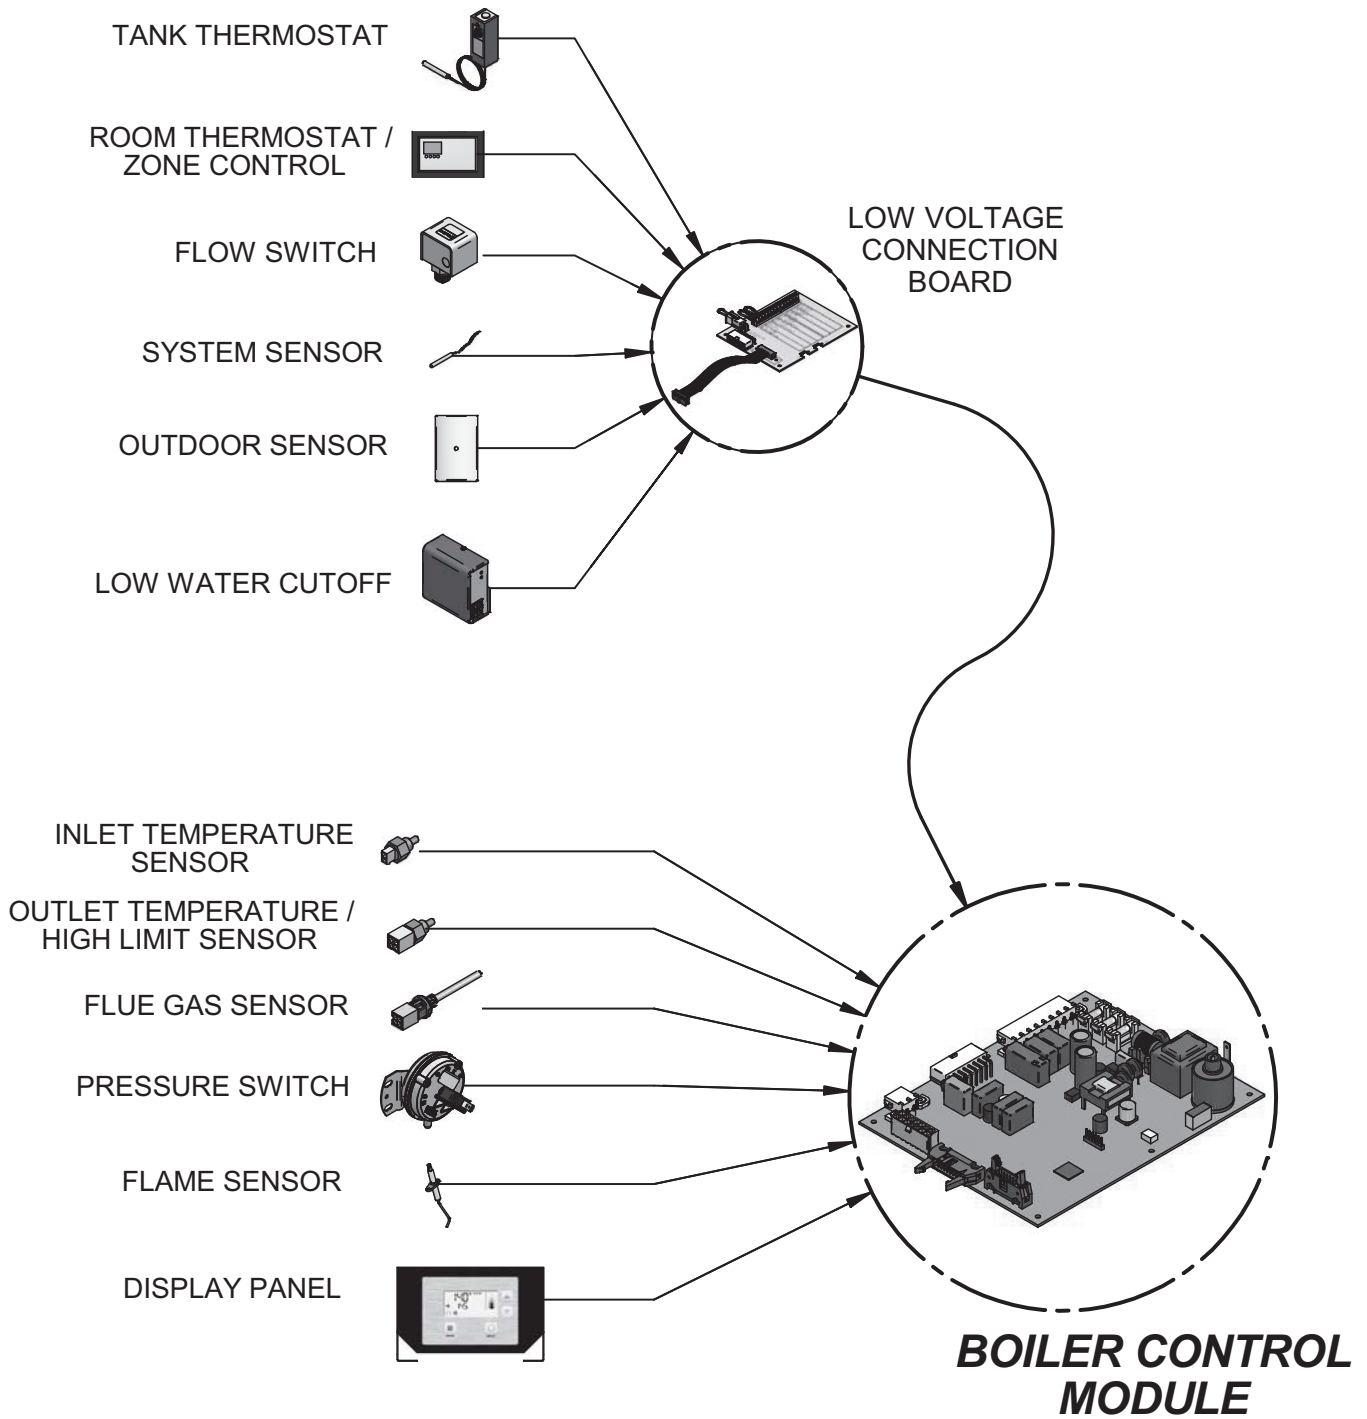 TANK THERMOSTAT
ROOM THERMOSTAT /
ZONE CONTROL
FLOW SWITCH
SYSTEM SENSOR
OUTDOOR SENSOR
LOW WATER CUTOFF
LOW VOLTAGE
CONNECTION
BOARD
INLET TEMPERATURE
SENSOR
OUTLET TEMPERATURE /
HIGH LIMIT SENSOR
FLUE GAS SENSOR
PRESSURE SWITCH
FLAME SENSOR
DISPLAY PANEL
140
BOILER CONTROL
MODULE